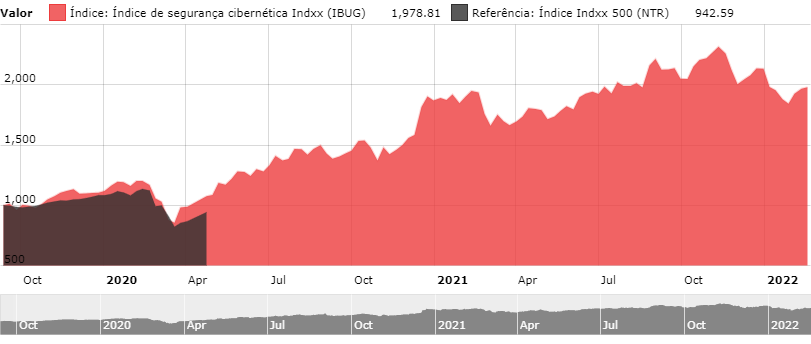 Valor Índice: Índice de segurança cibernética Indxx (IBUG) 1,978.81 Referência: Índice Indxx 500 (NTR) 942.59
2,000
1,500
1,000
500
Oct 2020 Apr Jul Oct 2021 Apr Jul Oct 2022
Oct 2020 Apr Jul Oct 2021 Apr Jul Oct 2022